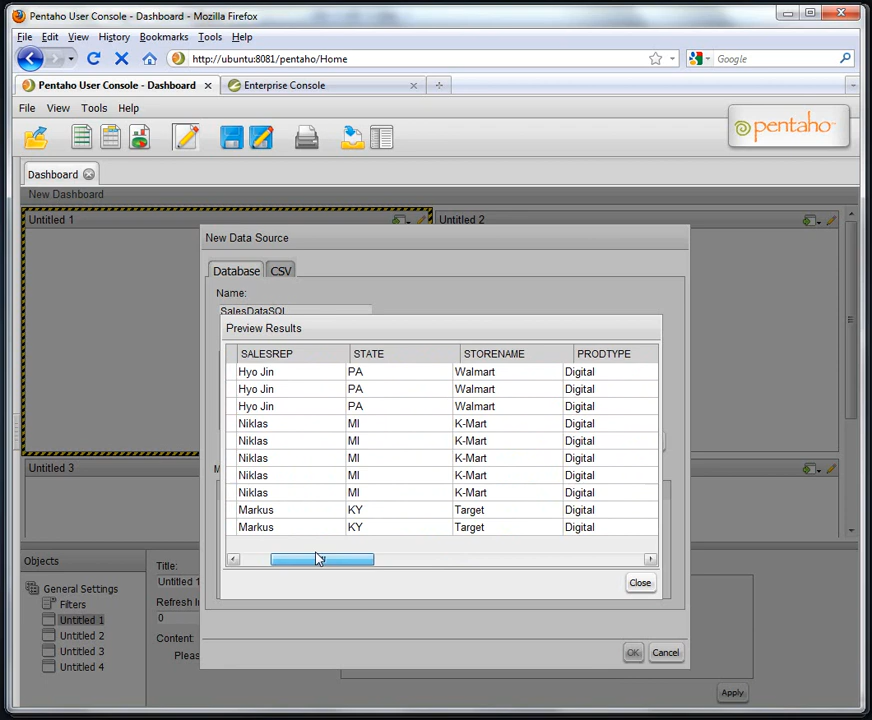 Pentaho User Console - Dashboard - Mozilla Firefox
File Edit View History Bookmarks Tools Help
http://ubuntu:8081/pentaho/Home
Google
Pentaho User Console - Dashboard
Enterprise Console
File View Tools Help
pentaho
Dashboard
New Dashboard
Untitled 1
Untitled 2
New Data Source
Database
CSV
Name:
SalesDataSQL
Preview Results
SALESREP STATE STORENAME PRODTYPE
Hyo Jin PA Walmart Digital
Hyo Jin PA Walmart Digital
Hyo Jin PA Walmart Digital
Niklas MI K-Mart Digital
Niklas MI K-Mart Digital
Niklas MI K-Mart Digital
Niklas MI K-Mart Digital
Niklas MI K-Mart Digital
Markus KY Target Digital
Markus KY Target Digital
Close
Untitled 3
OK
Cancel
Objects
General Settings
Filters
Untitled 1
Untitled 2
Untitled 3
Untitled 4
Title:
Untitled 1
Refresh In
0
Content:
Pleas
Apply